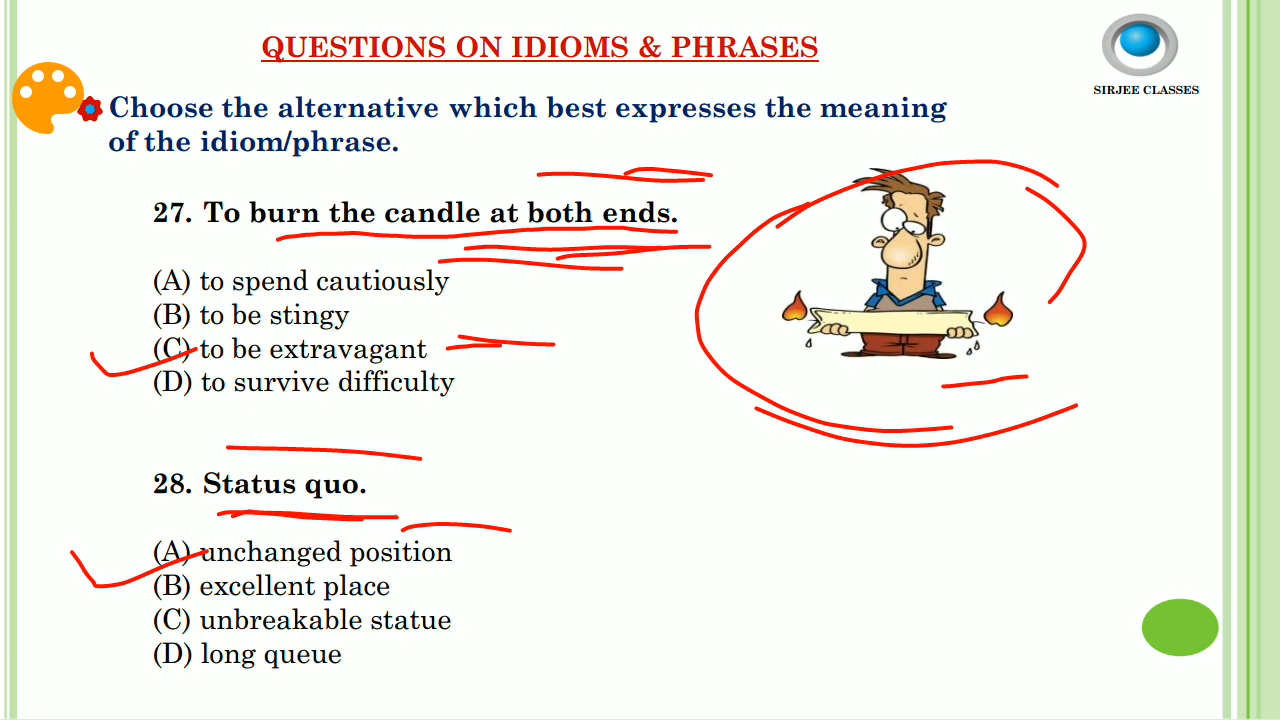 QUESTIONS ON IDIOMS & PHRASES
SIRJEE CLASSES
Choose the alternative which best expresses the meaning
of the idiom/phrase.
27. To burn the candle at both ends.
(A) to spend cautiously
(B) to be stingy
(C) to be extravagant
(D) to survive difficulty
28. Status quo.
(A) unchanged position
(B) excellent place
(C) unbreakable statue
(D) long queue